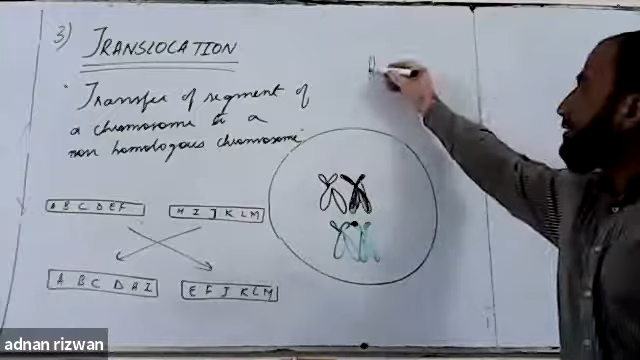 3) TRANSLOCATION
Transfer of segment of
a chromosome to a
non homologous chromosome.
A B C D E F
H I J K L M
A B C D H I
E F J K L M
adnan rizwan